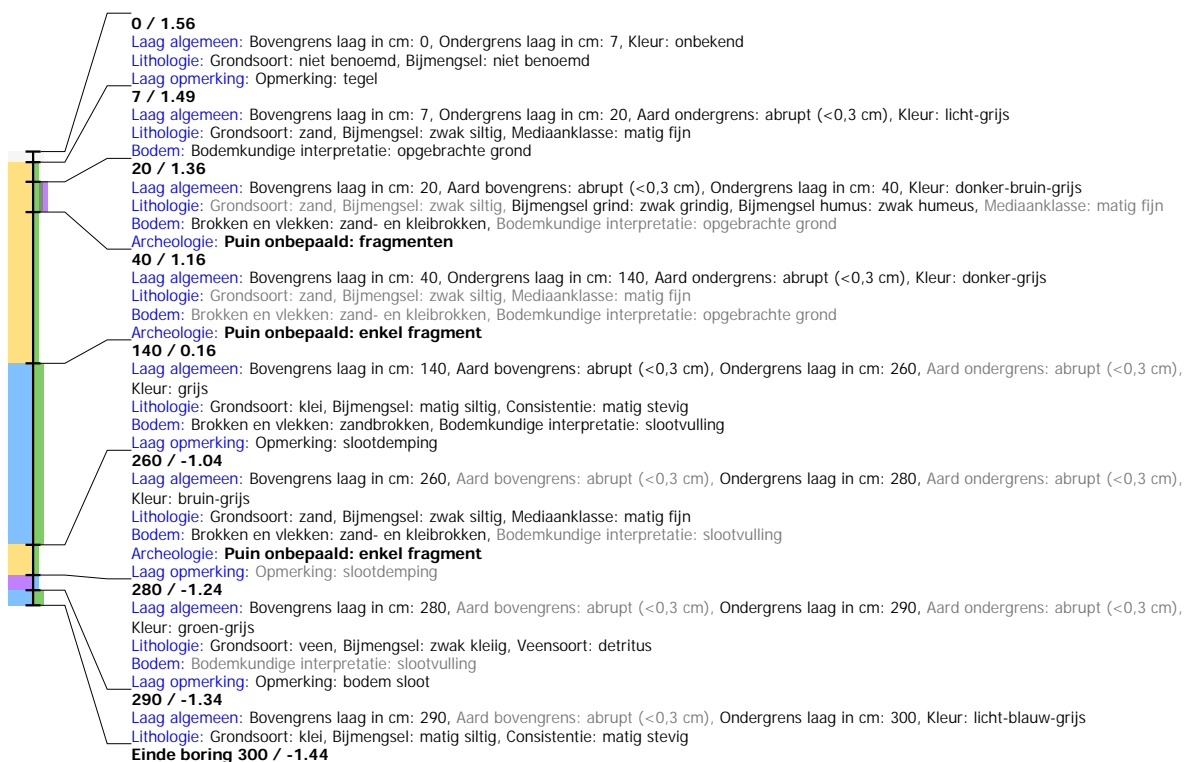 0 / 1.56
Laag algemeen: Bovengrens laag in cm: 0, Ondergrens laag in cm: 7, Kleur: onbekend
Lithologie: Grondsoort: niet benoemd, Bijmengsel: niet benoemd
Laag opmerking: Opmerking: tegel
7 / 1.49
Laag algemeen: Bovengrens laag in cm: 7, Ondergrens laag in cm: 20, Aard ondergrens: abrupt (<0,3 cm), Kleur: licht-grijs
Lithologie: Grondsoort: zand, Bijmengsel: zwak siltig, Mediaanklasse: matig fijn
Bodem: Bodemkundige interpretatie: opgebrachte grond
20 / 1.36
Laag algemeen: Bovengrens laag in cm: 20, Aard bovengrens: abrupt (<0,3 cm), Ondergrens laag in cm: 40, Kleur: donker-bruin-grijs
Lithologie: Grondsoort: zand, Bijmengsel: zwak siltig, Bijmengsel grind: zwak grindig, Bijmengsel humus: zwak humeus, Mediaanklasse: matig fijn
Bodem: Brokken en vlekken: zand- en kleibrokken, Bodemkundige interpretatie: opgebrachte grond
Archeologie: Puin onbepaald: fragmenten
40 / 1.16
Laag algemeen: Bovengrens laag in cm: 40, Ondergrens laag in cm: 140, Aard ondergrens: abrupt (<0,3 cm), Kleur: donker-grijs
Lithologie: Grondsoort: zand, Bijmengsel: zwak siltig, Mediaanklasse: matig fijn
Bodem: Brokken en vlekken: zand- en kleibrokken, Bodemkundige interpretatie: opgebrachte grond
Archeologie: Puin onbepaald: enkel fragment
140 / 0.16
Laag algemeen: Bovengrens laag in cm: 140, Aard bovengrens: abrupt (<0,3 cm), Ondergrens laag in cm: 260, Aard ondergrens: abrupt (<0,3 cm),
Kleur: grijs
Lithologie: Grondsoort: klei, Bijmengsel: matig siltig, Consistentie: matig stevig
Bodem: Brokken en vlekken: zandbrokken, Bodemkundige interpretatie: slootvulling
Laag opmerking: Opmerking: slootdemping
260 / -1.04
Laag algemeen: Bovengrens laag in cm: 260, Aard bovengrens: abrupt (<0,3 cm), Ondergrens laag in cm: 280, Aard ondergrens: abrupt (<0,3 cm),
Kleur: bruin-grijs
Lithologie: Grondsoort: zand, Bijmengsel: zwak siltig, Mediaanklasse: matig fijn
Bodem: Brokken en vlekken: zand- en kleibrokken, Bodemkundige interpretatie: slootvulling
Archeologie: Puin onbepaald: enkel fragment
Laag opmerking: Opmerking: slootdemping
280 / -1.24
Laag algemeen: Bovengrens laag in cm: 280, Aard bovengrens: abrupt (<0,3 cm), Ondergrens laag in cm: 290, Aard ondergrens: abrupt (<0,3 cm),
Kleur: groen-grijs
Lithologie: Grondsoort: veen, Bijmengsel: zwak kleiig, Veensoort: detritus
Bodem: Bodemkundige interpretatie: slootvulling
Laag opmerking: Opmerking: bodem sloot
290 / -1.34
Laag algemeen: Bovengrens laag in cm: 290, Aard bovengrens: abrupt (<0,3 cm), Ondergrens laag in cm: 300, Kleur: licht-blauw-grijs
Lithologie: Grondsoort: klei, Bijmengsel: matig siltig, Consistentie: matig stevig
Einde boring 300 / -1.44